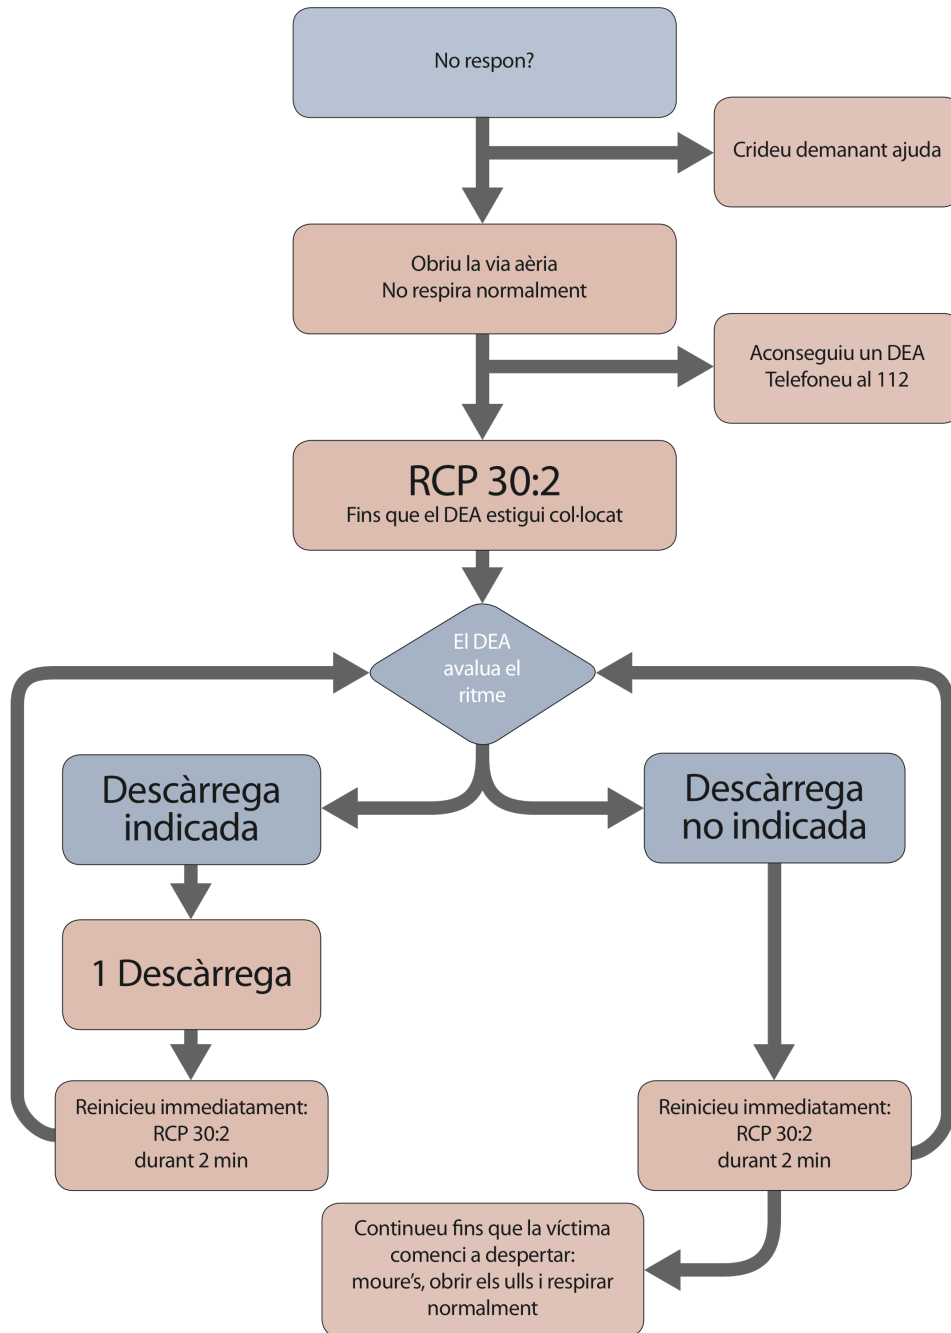 No respon?
Crideu demanant ajuda
Obriu la via aèria
No respira normalment
Aconseguiu un DEA
Telefoneu al 112
RCP 30:2
Fins que el DEA estigui col·locat
El DEA
avalua el
ritme
Descàrrega
indicada
Descàrrega
no indicada
1 Descàrrega
Reinicieu immediatament:
RCP 30:2
durant 2 min
Reinicieu immediatament:
RCP 30:2
durant 2 min
Continueu fins que la víctima
comenci a despertar:
moure’s, obrir els ulls i respirar
normalment